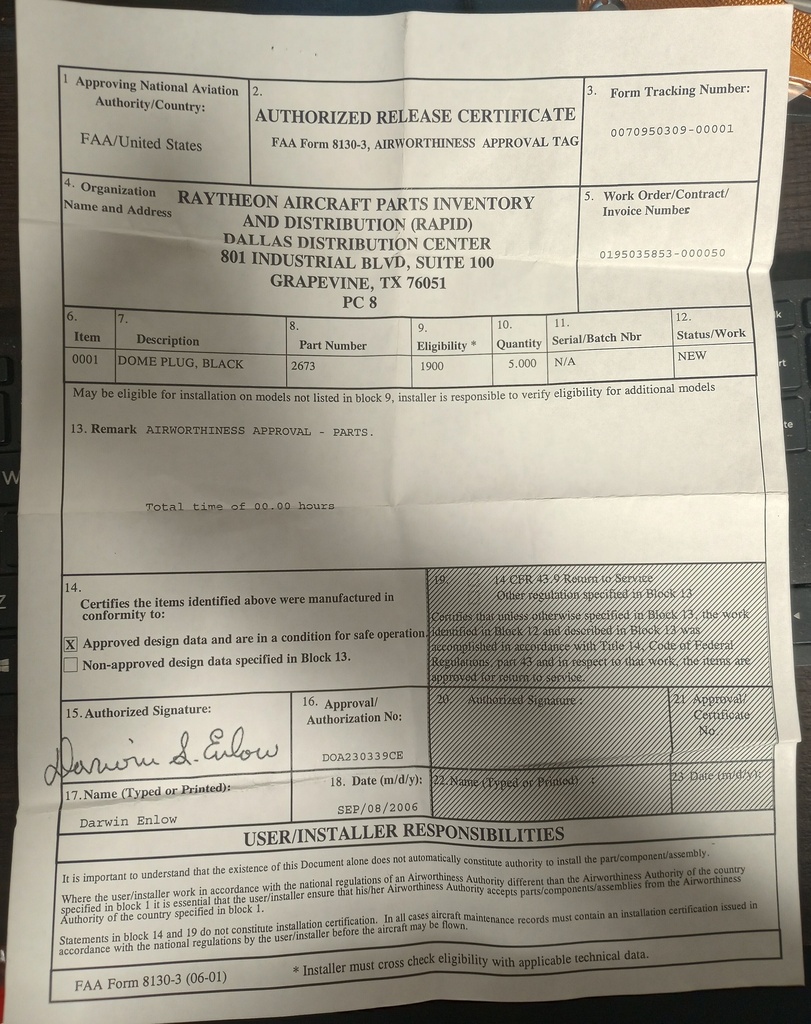 1 Approving National Aviation
Authority/Country:
FAA/United States
2.
AUTHORIZED RELEASE CERTIFICATE
FAA Form 8130-3, AIRWORTHINESS APPROVAL TAG
3. Form Tracking Number:
0070950309-00001
4. Organization
Name and Address
RAYTHEON AIRCRAFT PARTS INVENTORY
AND DISTRIBUTION (RAPID)
DALLAS DISTRIBUTION CENTER
801 INDUSTRIAL BLVD, SUITE 100
GRAPEVINE, TX 76051
PC 8
5. Work Order/Contract/
Invoice Number
0195035853-000050
6. Item 7. Description 8. Part Number 9. Eligibility * 10. Quantity 11. Serial/Batch Nbr 12. Status/Work
0001 DOME PLUG, BLACK 2673 1900 5.000 N/A NEW
May be eligible for installation on models not listed in block 9, installer is responsible to verify eligibility for additional models
13. Remark AIRWORTHINESS APPROVAL - PARTS.
Total time of 00.00 hours
14.
Certifies the items identified above were manufactured in
conformity to:
X Approved design data and are in a condition for safe operation.
Non-approved design data specified in Block 13.
19. 14 CFR 43.9 Return to Service
Other regulation specified in Block 13
Certifies that unless otherwise specified in Block 13, the work
identified in Block 12 and described in Block 13 was
accomplished in accordance with Title 14, Code of Federal
Regulations, part 43 and in respect to that work, the items are
approved for return to service.
15. Authorized Signature:
Darwin S. Enlow
16. Approval/
Authorization No:
DOA230339CE
20. Authorized Signature:
21 Approval/
Certificate
No
17. Name (Typed or Printed):
Darwin Enlow
18. Date (m/d/y):
SEP/08/2006
22. Name (Typed or Printed) :
23 Date (m/d/y):
USER/INSTALLER RESPONSIBILITIES
It is important to understand that the existence of this Document alone does not automatically constitute authority to install the part/component/assembly.
Where the user/installer work in accordance with the national regulations of an Airworthiness Authority different than the Airworthiness Authority of the country
specified in block 1 it is essential that the user/installer ensure that his/her Airworthiness Authority accepts parts/components/assemblies from the Airworthiness
Authority of the country specified in block 1.
Statements in block 14 and 19 do not constitute installation certification. In all cases aircraft maintenance records must contain an installation certification issued in
accordance with the national regulations by the user/installer before the aircraft may be flown.
FAA Form 8130-3 (06-01)
* Installer must cross check eligibility with applicable technical data.